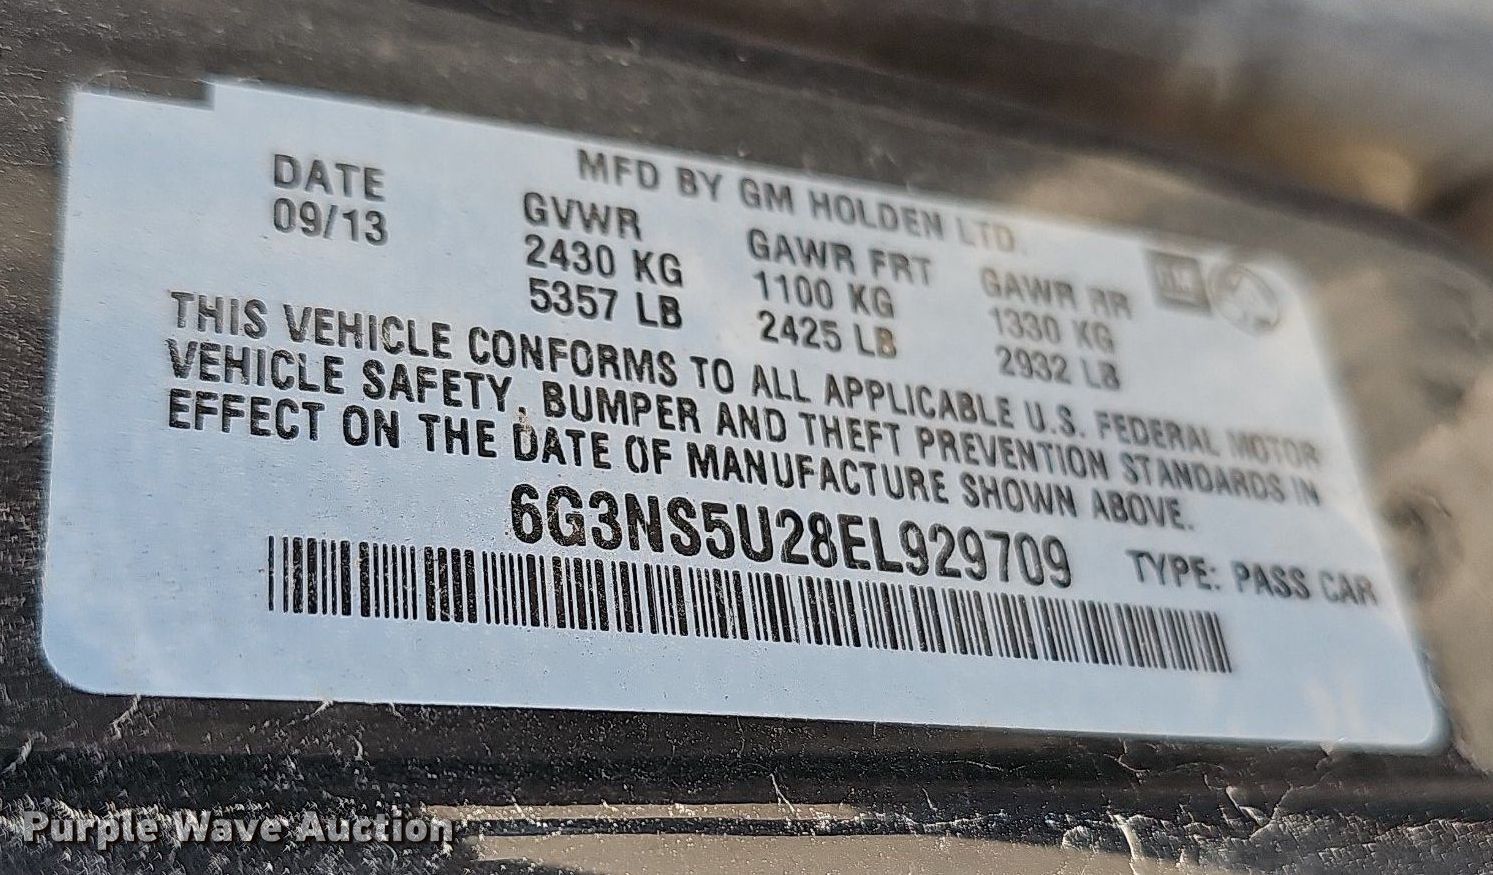 MFD BY GM HOLDEN LTD.
DATE GVWR GAWR FRT GAWR RR GM
09/13 2430 KG 1100 KG 1330 KG
5357 LB 2425 LB 2932 LB
THIS VEHICLE CONFORMS TO ALL APPLICABLE U.S. FEDERAL MOTOR
VEHICLE SAFETY, BUMPER AND THEFT PREVENTION STANDARDS IN
EFFECT ON THE DATE OF MANUFACTURE SHOWN ABOVE.
6G3NS5U28EL929709 TYPE: PASS CAR
Purple Wave Auction